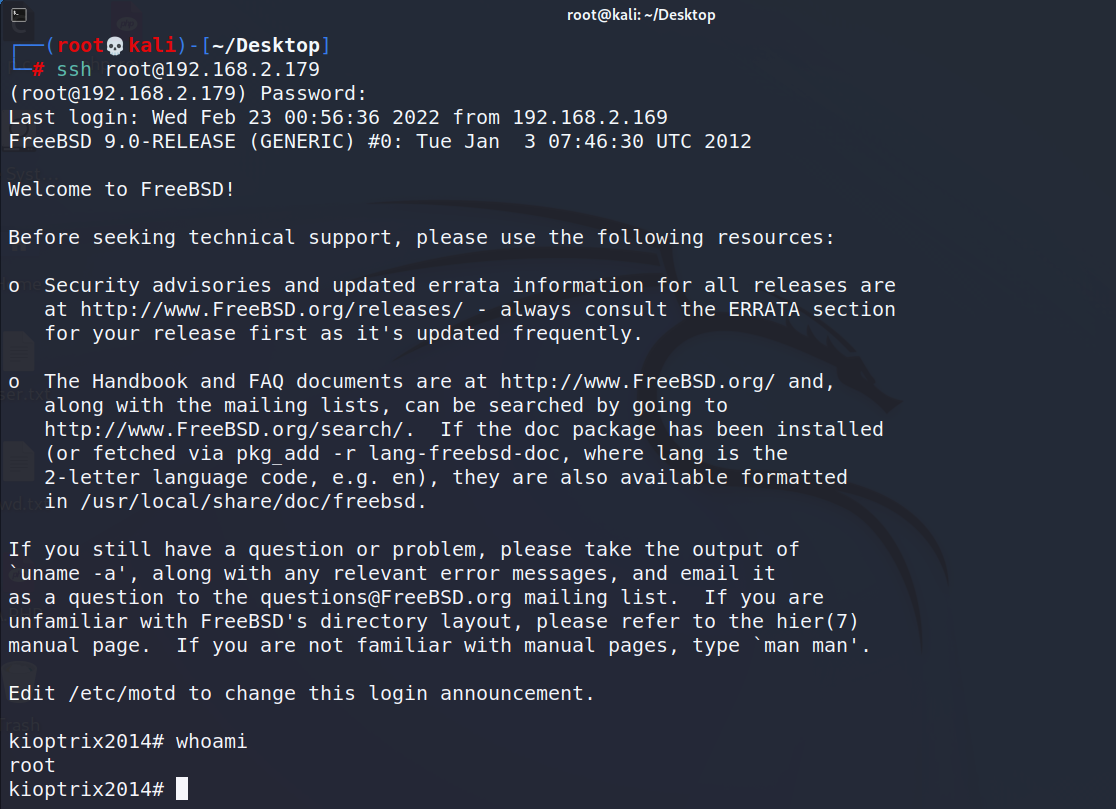 root@kali: ~/Desktop
┌──(root💀kali)-[~/Desktop]
└─# ssh root@192.168.2.179
(root@192.168.2.179) Password:
Last login: Wed Feb 23 00:56:36 2022 from 192.168.2.169
FreeBSD 9.0-RELEASE (GENERIC) #0: Tue Jan  3 07:46:30 UTC 2012

Welcome to FreeBSD!

Before seeking technical support, please use the following resources:

o  Security advisories and updated errata information for all releases are
   at http://www.FreeBSD.org/releases/ - always consult the ERRATA section
   for your release first as it's updated frequently.

o  The Handbook and FAQ documents are at http://www.FreeBSD.org/ and,
   along with the mailing lists, can be searched by going to
   http://www.FreeBSD.org/search/.  If the doc package has been installed
   (or fetched via pkg_add -r lang-freebsd-doc, where lang is the
   2-letter language code, e.g. en), they are also available formatted
   in /usr/local/share/doc/freebsd.

If you still have a question or problem, please take the output of
`uname -a', along with any relevant error messages, and email it
as a question to the questions@FreeBSD.org mailing list.  If you are
unfamiliar with FreeBSD's directory layout, please refer to the hier(7)
manual page.  If you are not familiar with manual pages, type `man man'.

Edit /etc/motd to change this login announcement.

kioptrix2014# whoami
root
kioptrix2014#